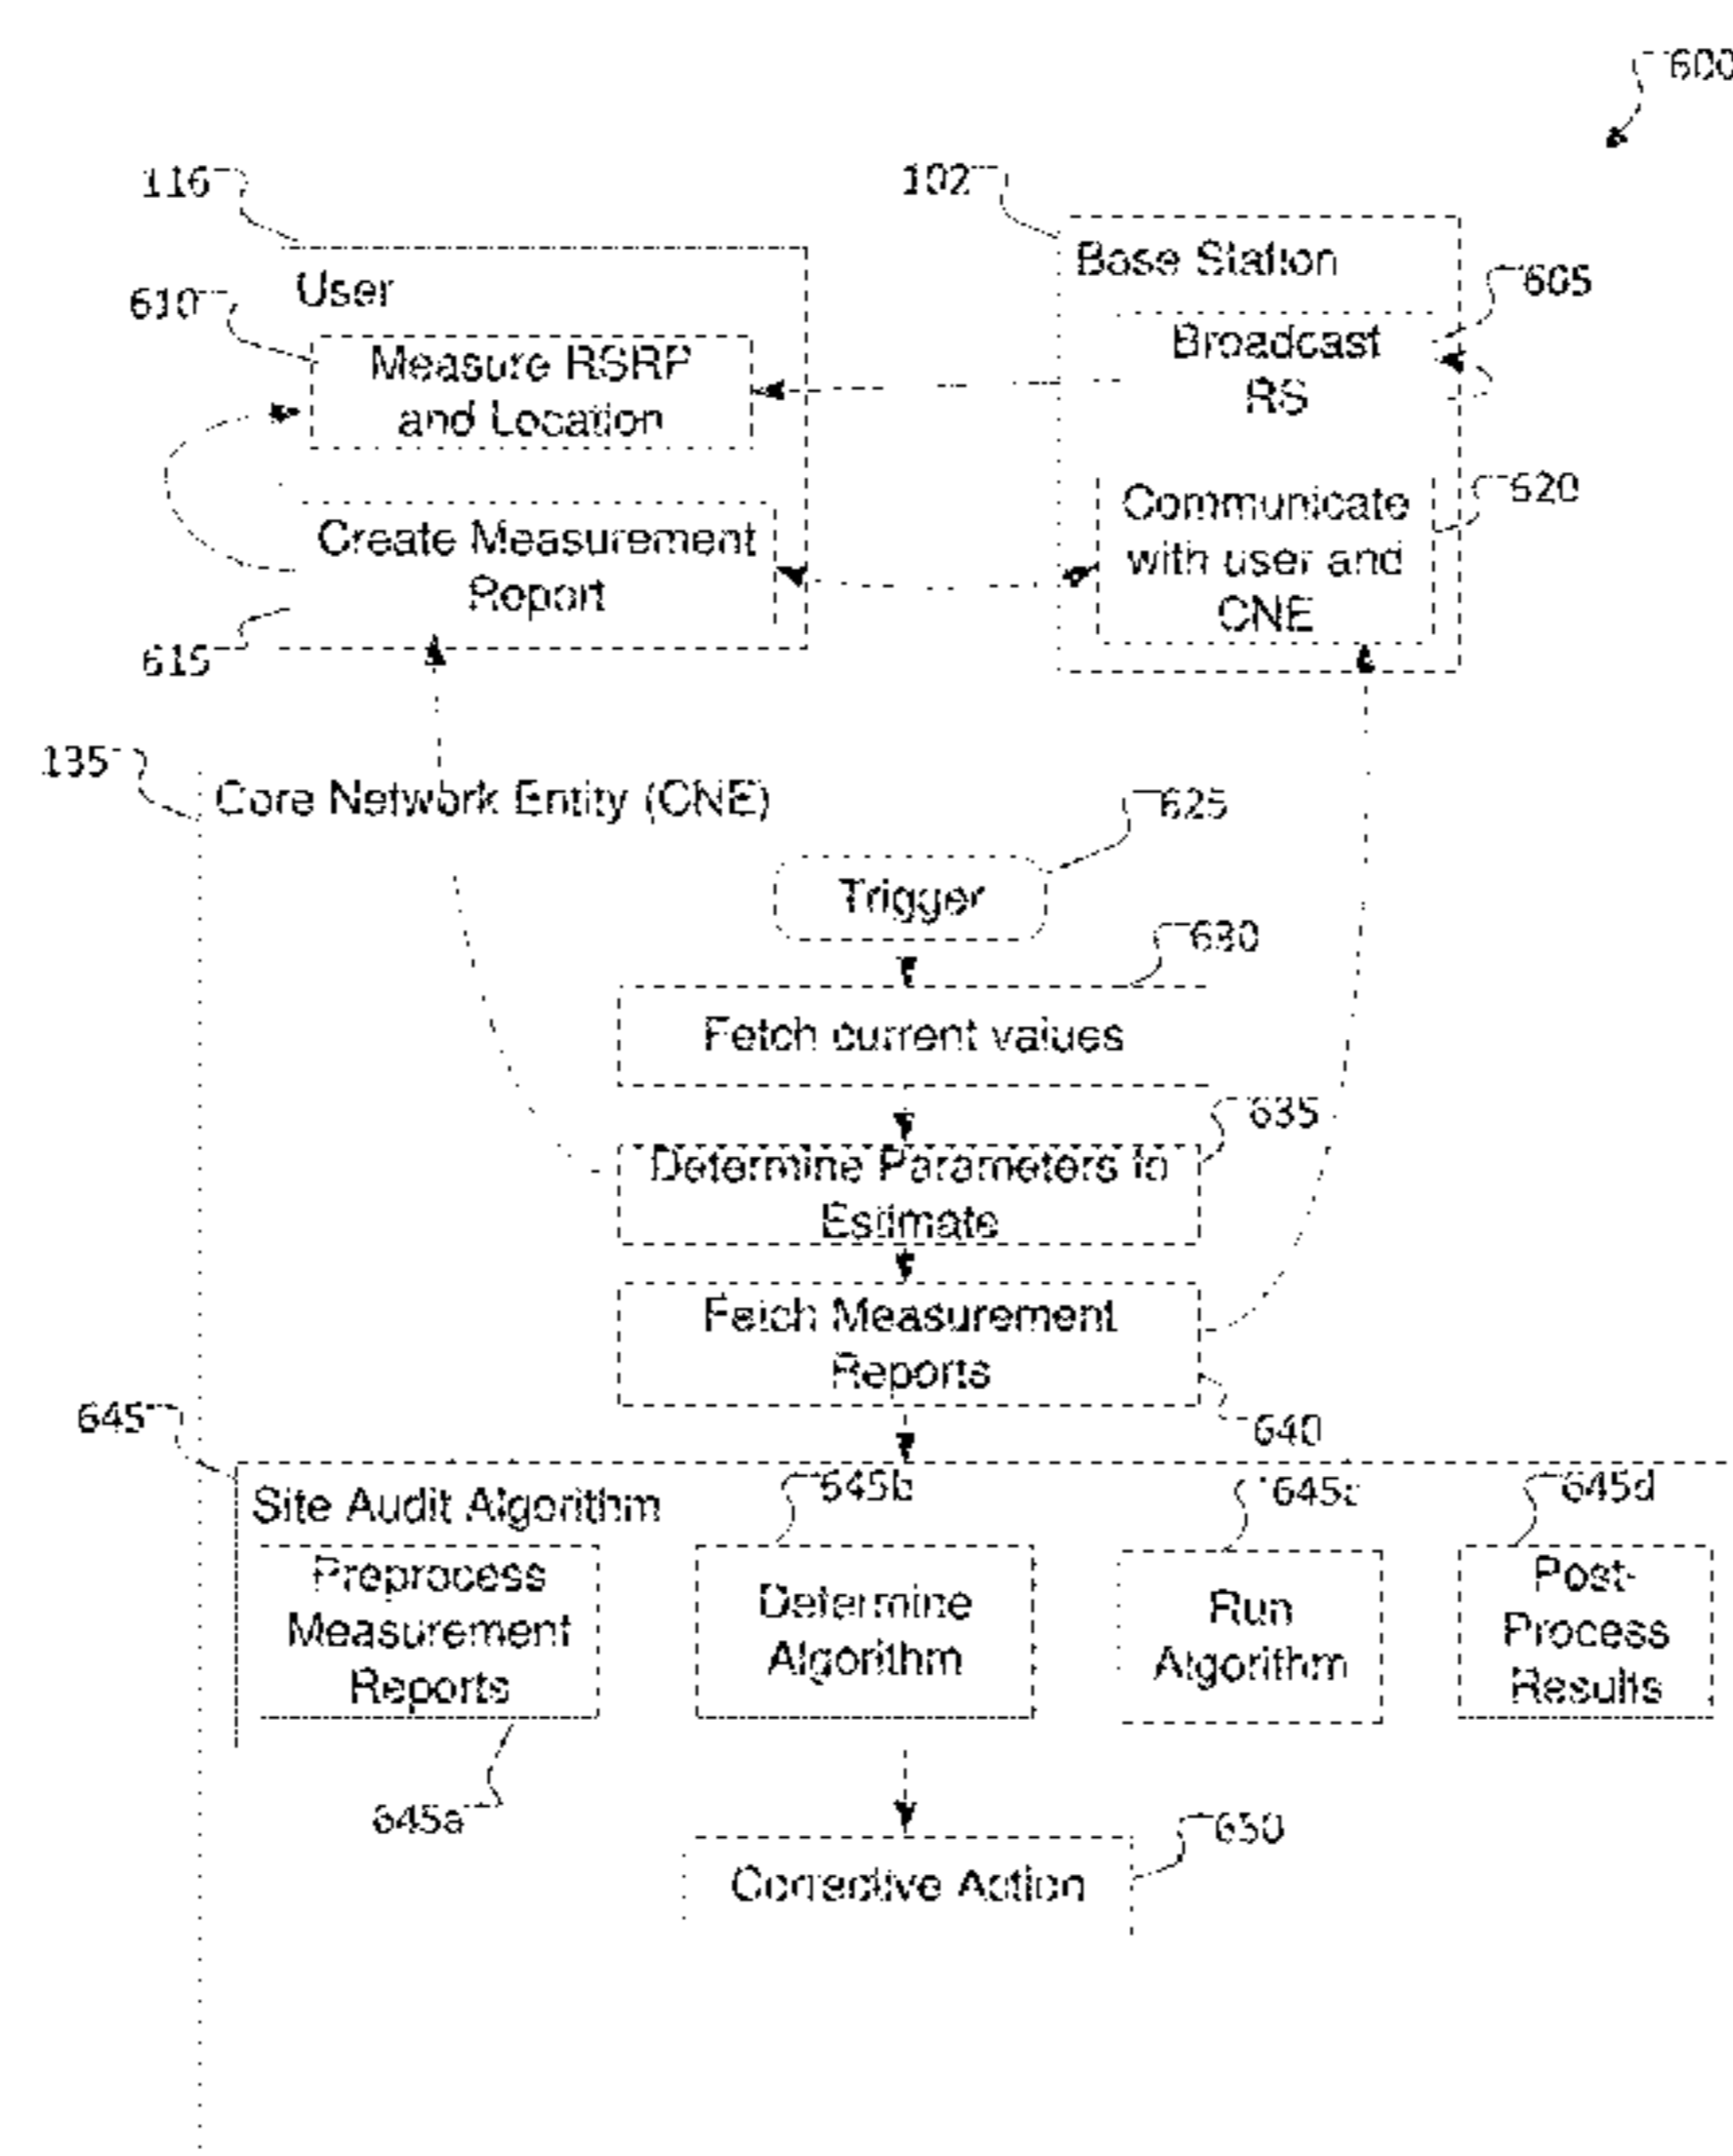 600
116
102
User
Base Station
610
605
Measure RSRP
and Location
Broadcast
RS
620
Create Measurement
Report
Communicate
with user and
CNE
615
135
Core Network Entity (CNE)
625
Trigger
630
Fetch current values
635
Determine Parameters to
Estimate
Fetch Measurement
Reports
640
645
Site Audit Algorithm
645b
645c
645d
Preprocess
Measurement
Reports
Determine
Algorithm
Run
Algorithm
Post-
Process
Results
645a
650
Corrective Action